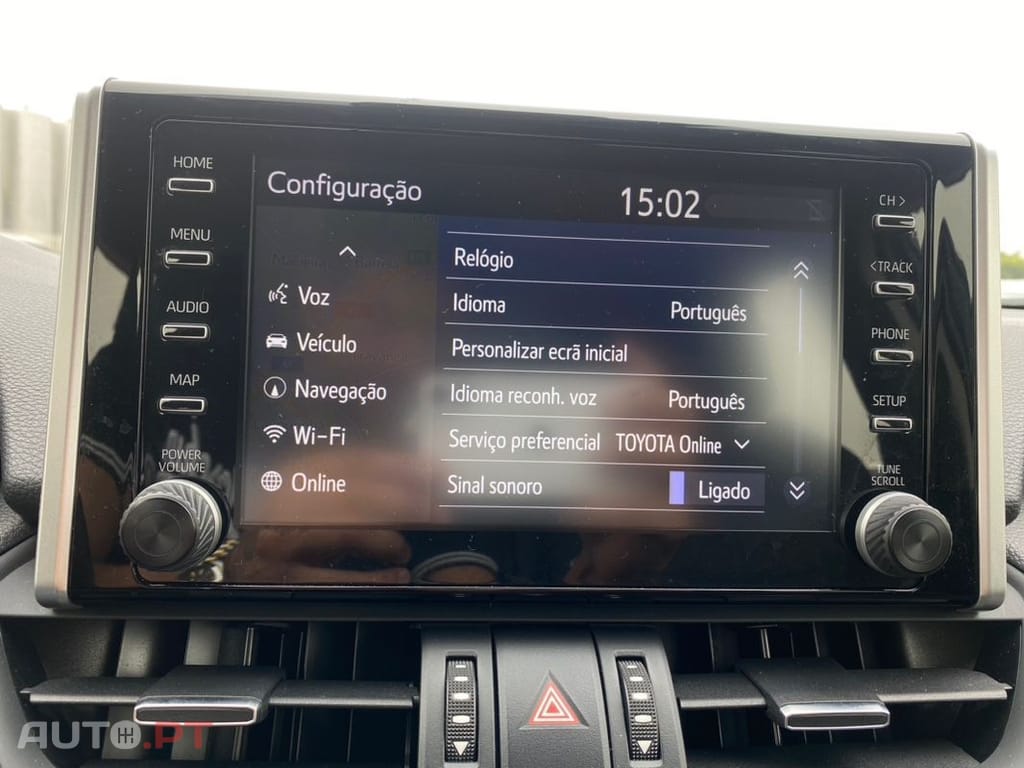 HOME
MENU
AUDIO
MAP
POWER
VOLUME
Configuração
15:02
Voz
Veículo
Navegação
Wi-Fi
Online
Relógio
Idioma Português
Personalizar ecrã inicial
Idioma reconh. voz Português
Serviço preferencial TOYOTA Online
Sinal sonoro Ligado
CH >
<TRACK
PHONE
SETUP
TUNE
SCROLL
AUTO.PT